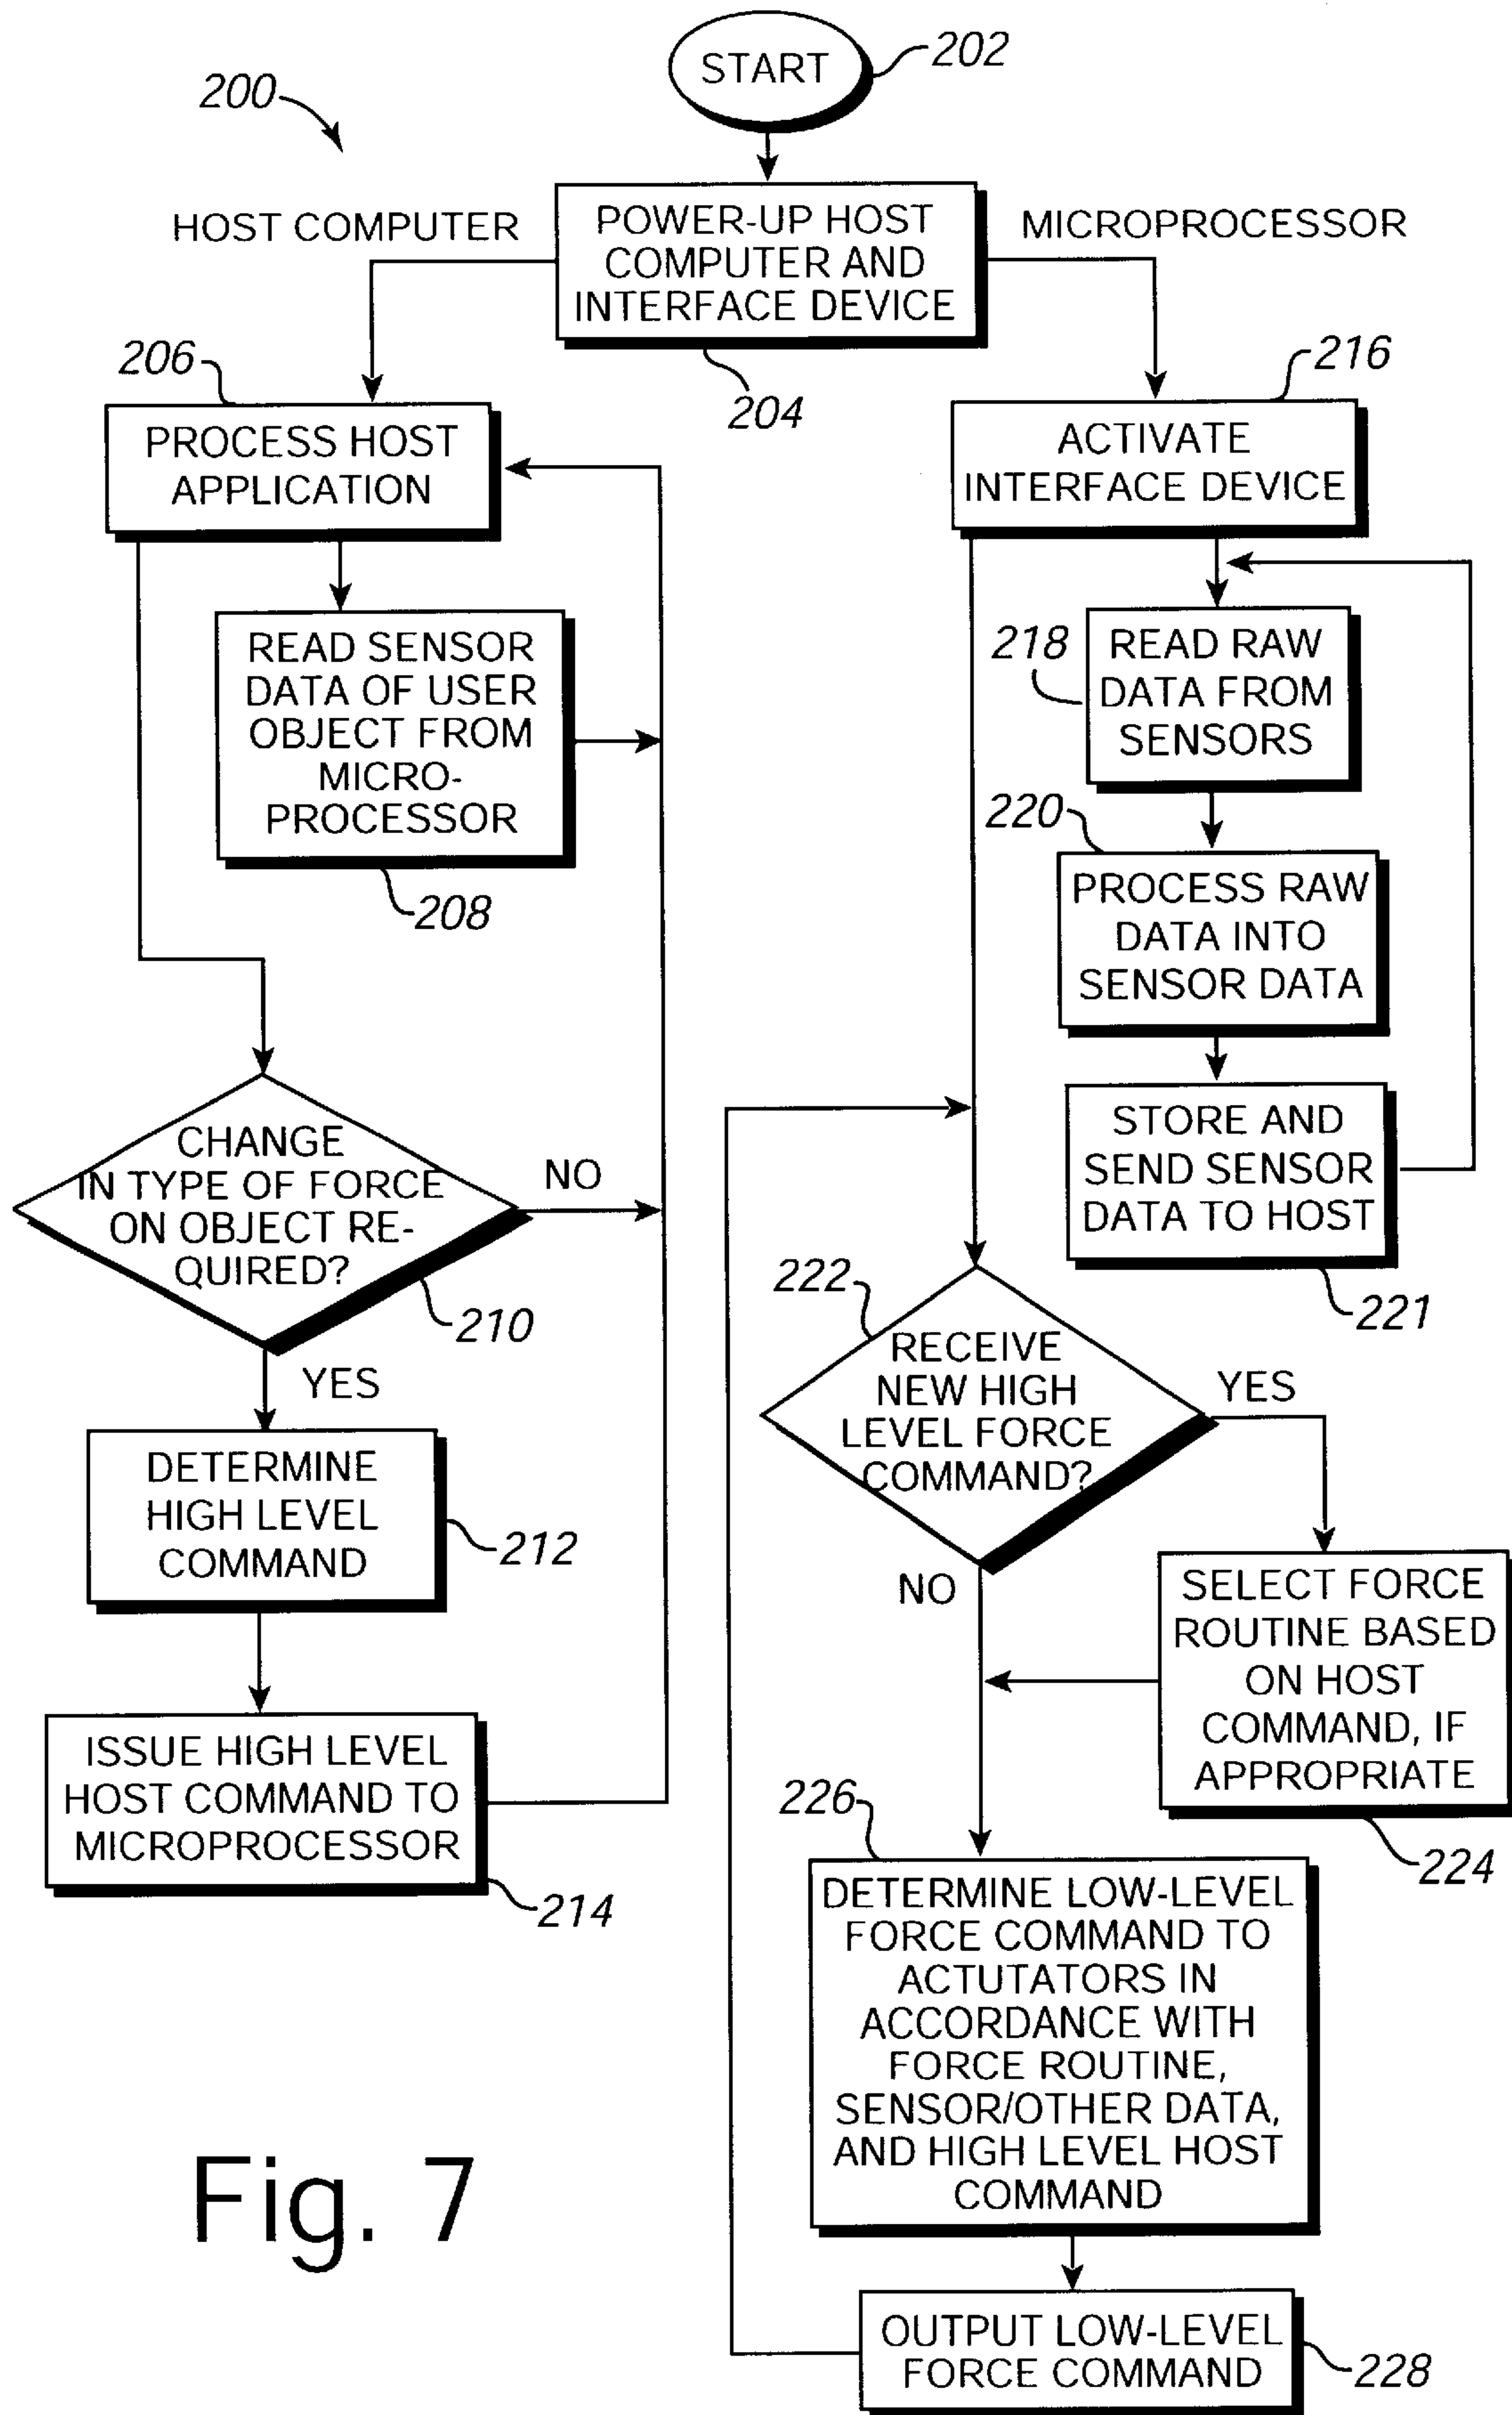 START
202
200
HOST COMPUTER
POWER-UP HOST
COMPUTER AND
INTERFACE DEVICE
MICROPROCESSOR
204
206
PROCESS HOST
APPLICATION
READ SENSOR
DATA OF USER
OBJECT FROM
MICRO-
PROCESSOR
208
CHANGE
IN TYPE OF FORCE
ON OBJECT RE-
QUIRED?
NO
210
YES
DETERMINE
HIGH LEVEL
COMMAND
212
ISSUE HIGH LEVEL
HOST COMMAND TO
MICROPROCESSOR
214
216
ACTIVATE
INTERFACE DEVICE
218
READ RAW
DATA FROM
SENSORS
220
PROCESS RAW
DATA INTO
SENSOR DATA
STORE AND
SEND SENSOR
DATA TO HOST
221
222
RECEIVE
NEW HIGH
LEVEL FORCE
COMMAND?
YES
NO
SELECT FORCE
ROUTINE BASED
ON HOST
COMMAND, IF
APPROPRIATE
224
226
DETERMINE LOW-LEVEL
FORCE COMMAND TO
ACTUTATORS IN
ACCORDANCE WITH
FORCE ROUTINE,
SENSOR/OTHER DATA,
AND HIGH LEVEL HOST
COMMAND
OUTPUT LOW-LEVEL
FORCE COMMAND
228
Fig. 7